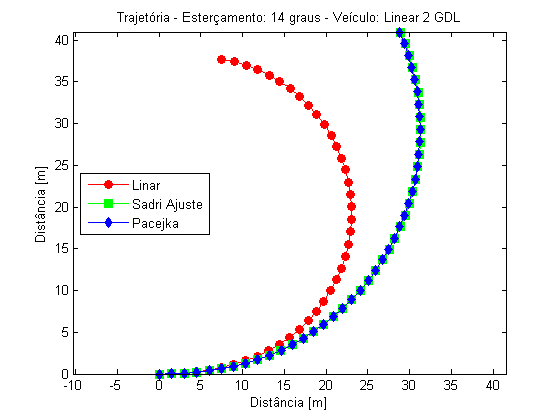 Trajetória - Esterçamento: 14 graus - Veículo: Linear 2 GDL
40
35
30
25
20
15
10
5
0
Distância [m]
Linar
Sadri Ajuste
Pacejka
-10 -5 0 5 10 15 20 25 30 35 40
Distância [m]